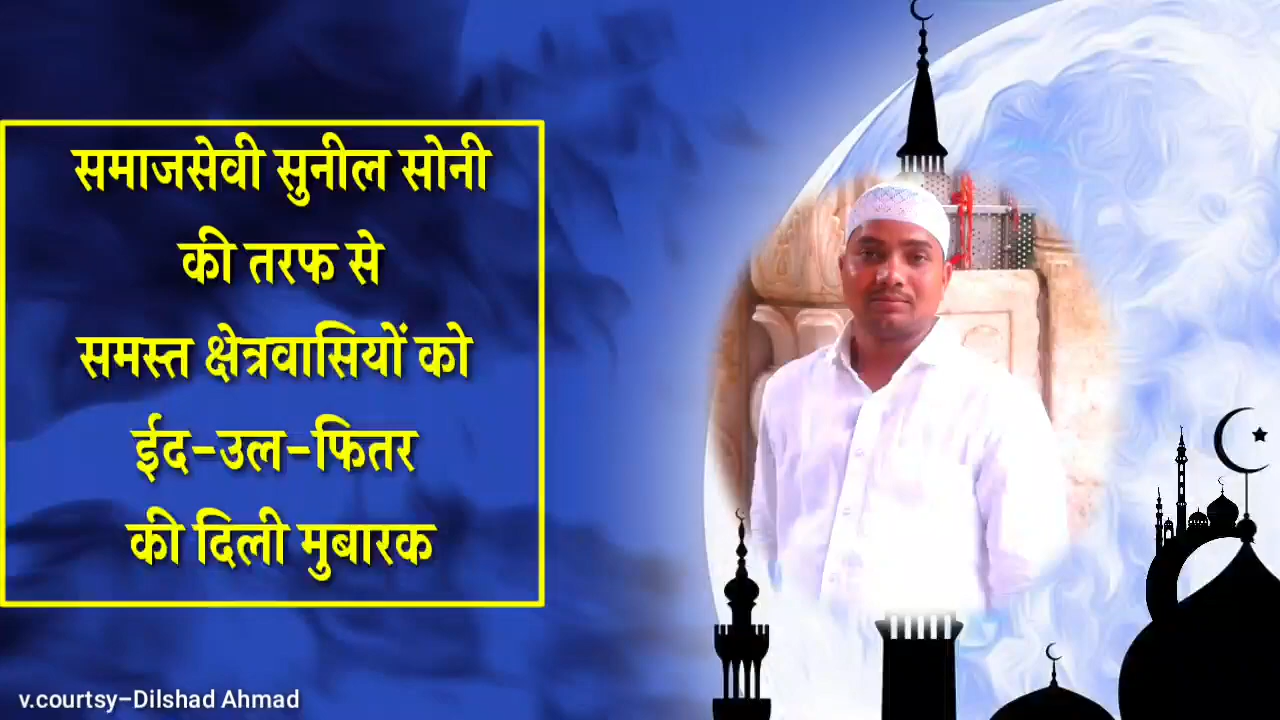 समाजसेवी सुनील सोनी
की तरफ से
समस्त क्षेत्रवासियों को
ईद-उल-फितर
की दिली मुबारक
v.courtsy-Dilshad Ahmad